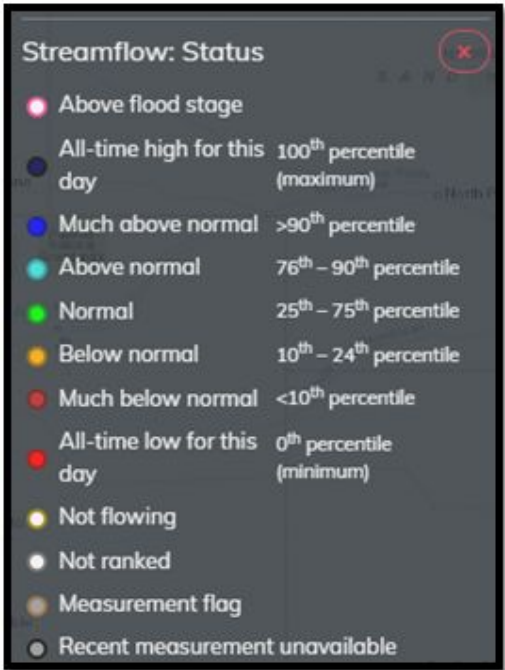 Streamflow: Status
×
Above flood stage
All-time high for this day 100th percentile (maximum)
Much above normal >90th percentile
Above normal 76th – 90th percentile
Normal 25th – 75th percentile
Below normal 10th – 24th percentile
Much below normal <10th percentile
All-time low for this day 0th percentile (minimum)
Not flowing
Not ranked
Measurement flag
Recent measurement unavailable